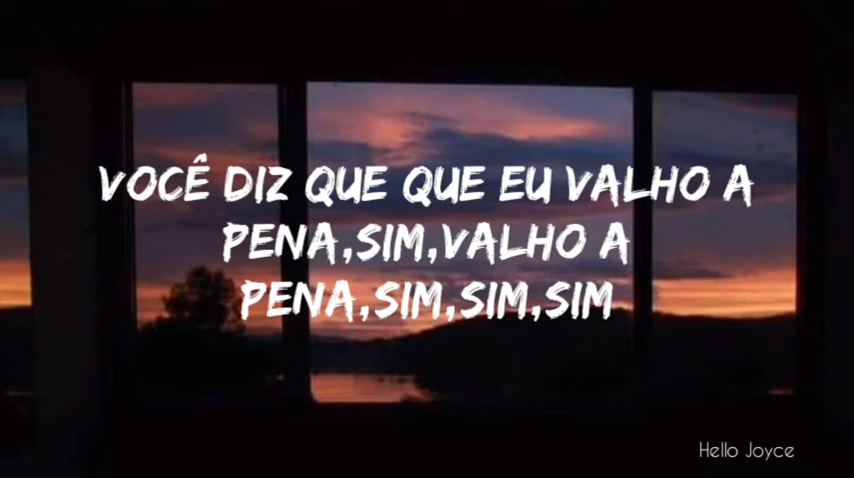 VOCÊ DIZ QUE QUE EU VALHO A
PENA,SIM,VALHO A
PENA,SIM,SIM,SIM
Hello Joyce